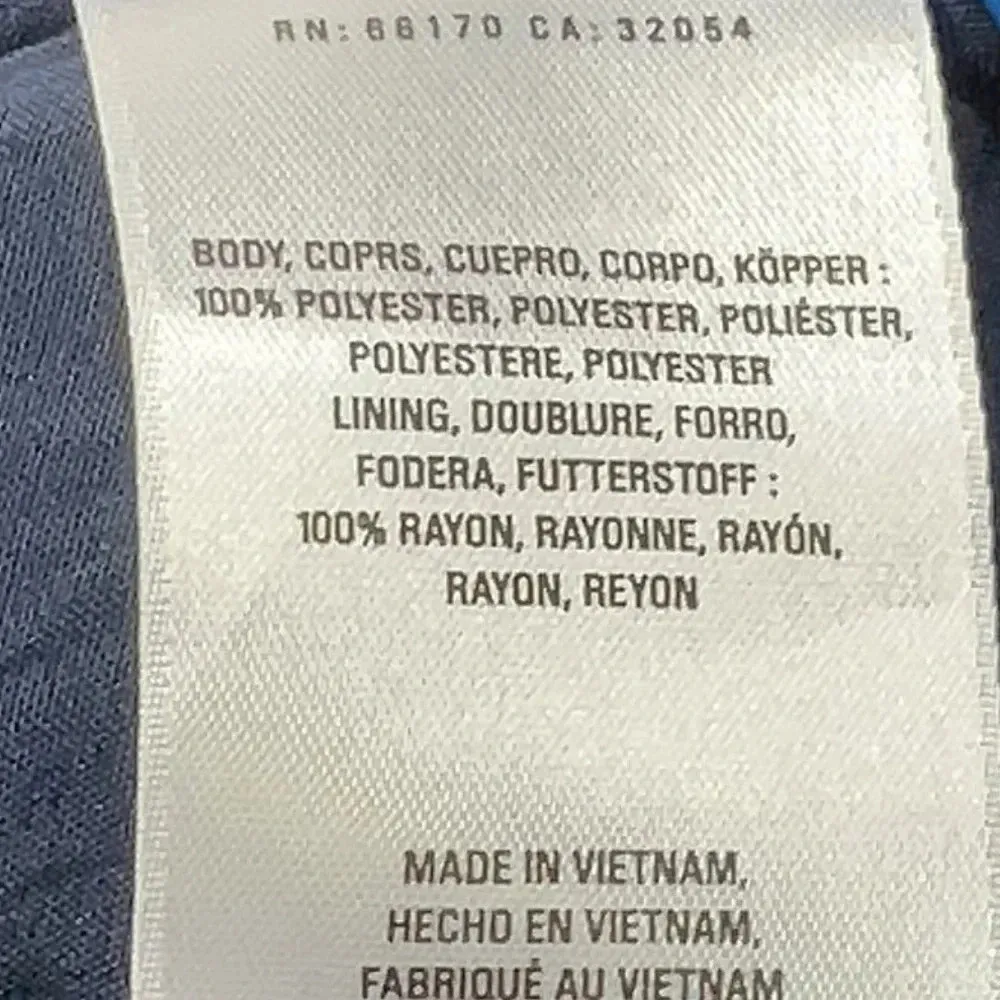 RN: 66170 CA: 32054
BODY, COPRS, CUEPRO, CORPO, KÖPPER :
100% POLYESTER, POLYESTER, POLIÉSTER,
POLYESTERE, POLYESTER
LINING, DOUBLURE, FORRO,
FODERA, FUTTERSTOFF :
100% RAYON, RAYONNE, RAYÓN,
RAYON, REYON
MADE IN VIETNAM,
HECHO EN VIETNAM,
FABRIQUÉ AU VIETNAM